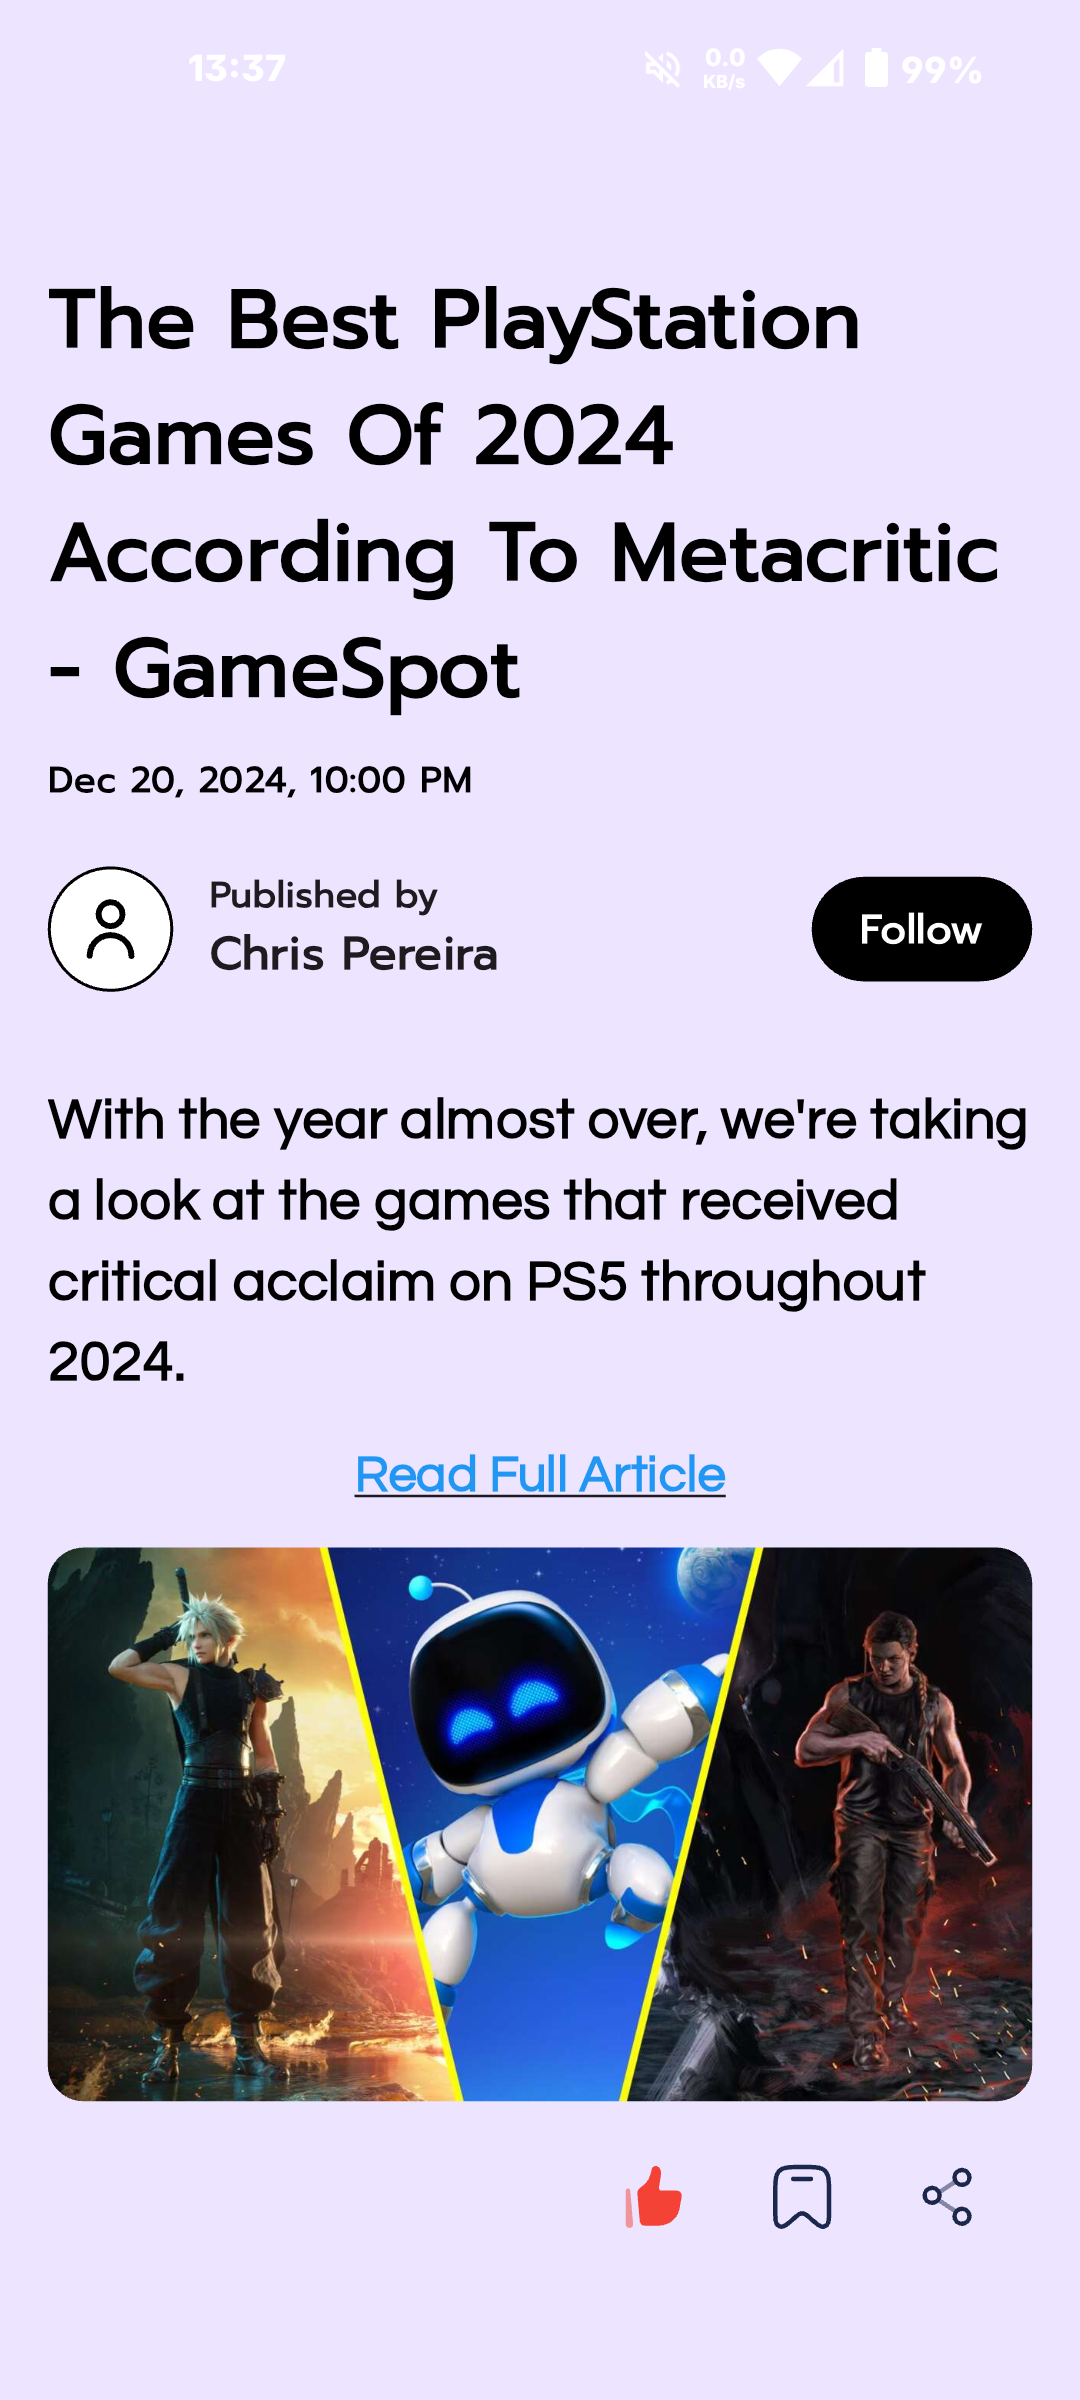 13:37
0.0
KB/s
99%
The Best PlayStation
Games Of 2024
According To Metacritic
- GameSpot
Dec 20, 2024, 10:00 PM
Published by
Chris Pereira
Follow
With the year almost over, we're taking
a look at the games that received
critical acclaim on PS5 throughout
2024.
Read Full Article